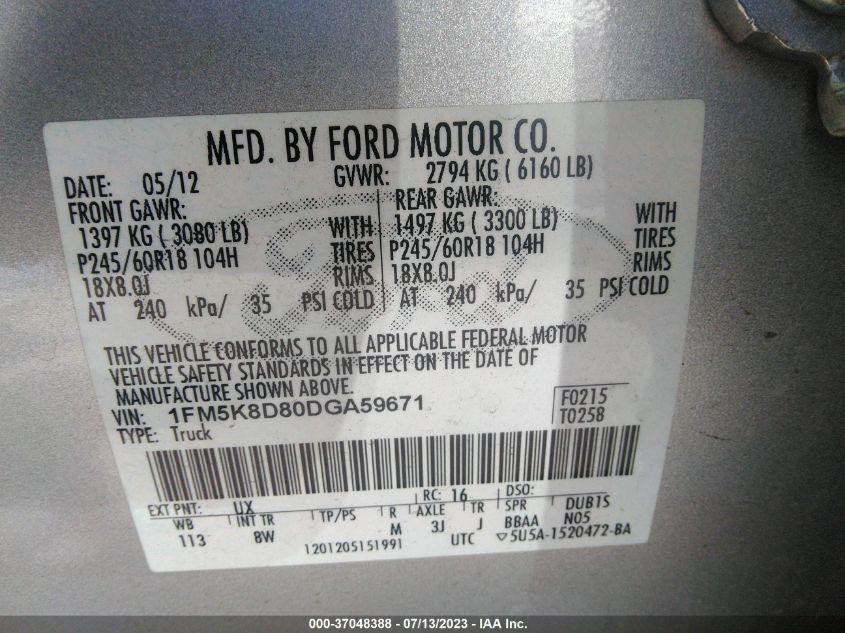 MFD. BY FORD MOTOR CO.
DATE: 05/12 GVWR: 2794 KG ( 6160 LB)
FRONT GAWR: REAR GAWR:
1397 KG ( 3080 LB) WITH 1497 KG ( 3300 LB) WITH
P245/60R18 104H TIRES P245/60R18 104H TIRES
18X8.0J RIMS 18X8.0J RIMS
AT 240 kPa/ 35 PSI COLD AT 240 kPa/ 35 PSI COLD
Ford
THIS VEHICLE CONFORMS TO ALL APPLICABLE FEDERAL MOTOR
VEHICLE SAFETY STANDARDS IN EFFECT ON THE DATE OF
MANUFACTURE SHOWN ABOVE.
VIN: 1FM5K8D80DGA59671 F0215
TYPE: Truck T0258
EXT PNT: UX RC: 16 DSO:
WB INT TR TP/PS R AXLE TR SPR DUB1S
113 8W M 3J J BBAA N05
1201205151991 UTC ▽5U5A-1520472-BA
000-37048388 - 07/13/2023 - IAA Inc.